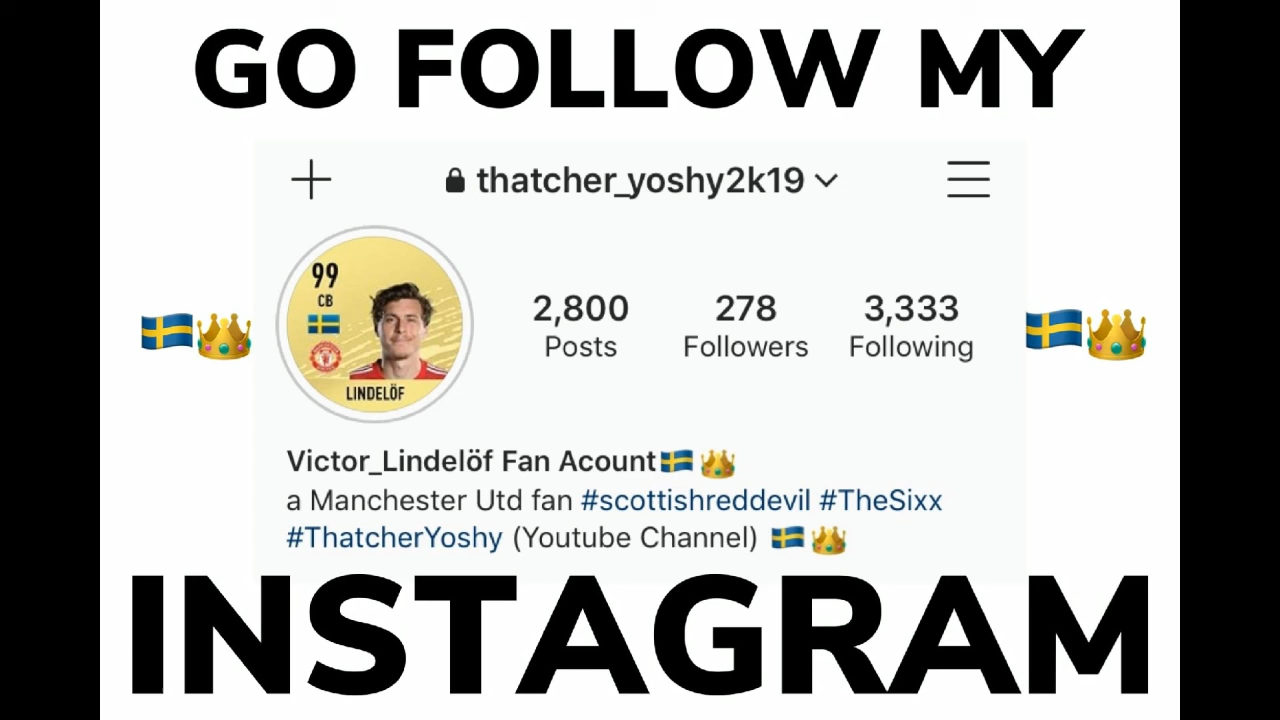 GO FOLLOW MY
thatcher_yoshy2k19
99
CB
LINDELÖF
2,800 278 3,333
Posts Followers Following
Victor_Lindelöf Fan Acount🇸🇪👑
a Manchester Utd fan #scottishreddevil #TheSixx
#ThatcherYoshy (Youtube Channel) 🇸🇪👑
INSTAGRAM